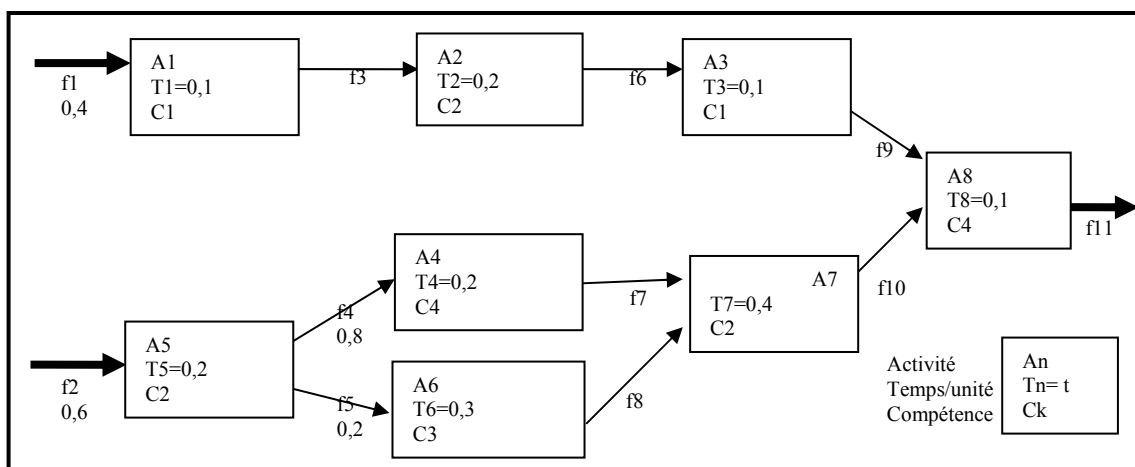 f1
0,4
A1
T1=0,1
C1
f3
A2
T2=0,2
C2
f6
A3
T3=0,1
C1
f9
A8
T8=0,1
C4
f11
f2
0,6
A5
T5=0,2
C2
f4
0,8
A4
T4=0,2
C4
f7
f5
0,2
A6
T6=0,3
C3
f8
A7
T7=0,4
C2
f10
Activité
Temps/unité
Compétence
An
Tn= t
Ck